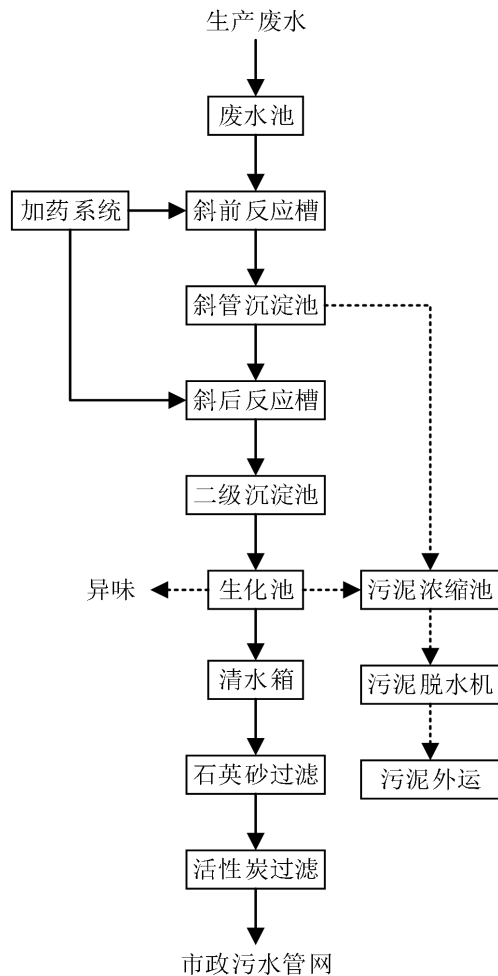 生产废水
废水池
加药系统
斜前反应槽
斜管沉淀池
斜后反应槽
二级沉淀池
异味
生化池
污泥浓缩池
清水箱
污泥脱水机
石英砂过滤
污泥外运
活性炭过滤
市政污水管网